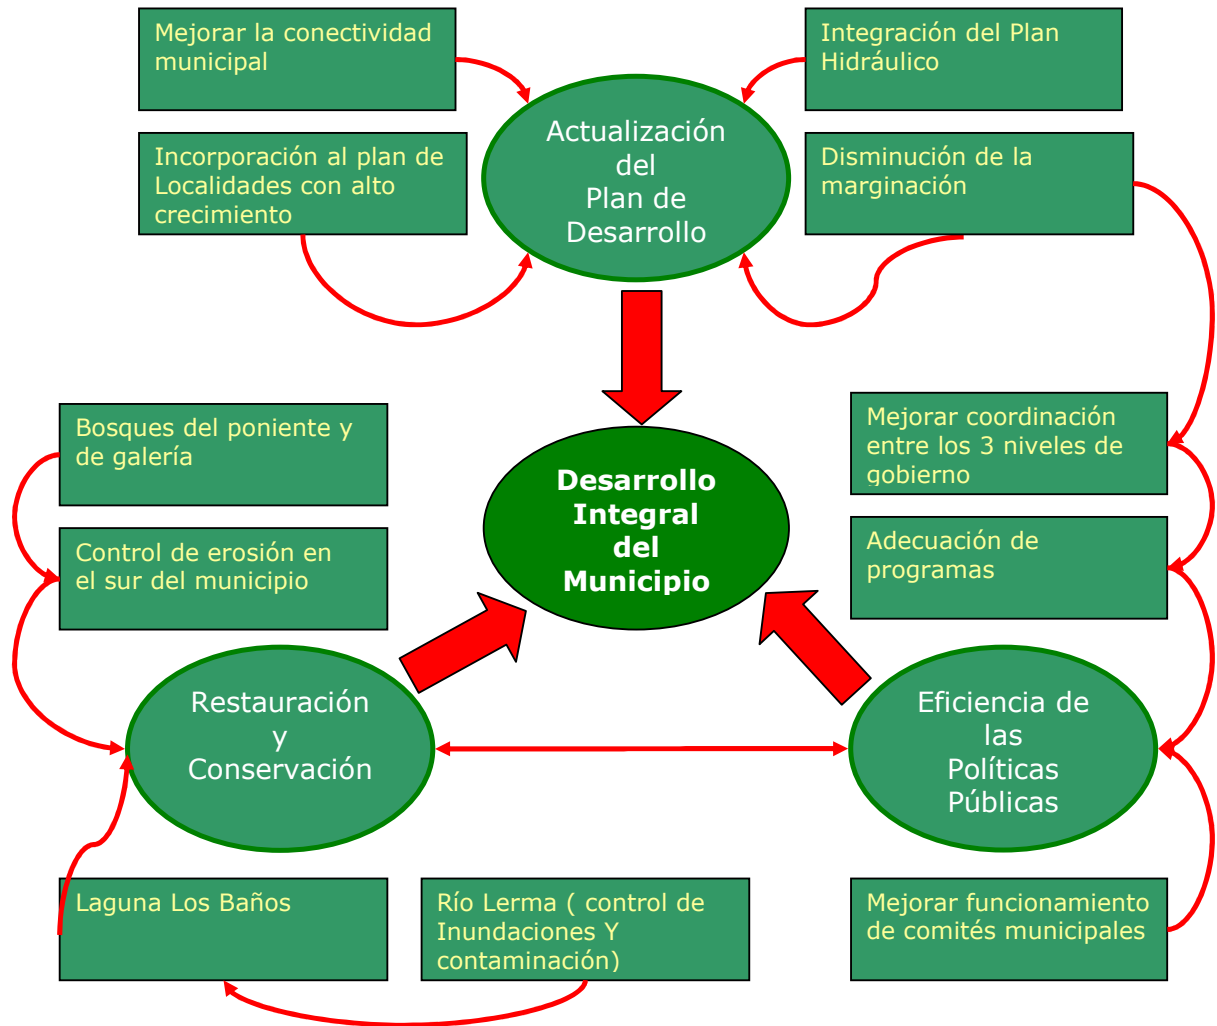 Mejorar la conectividad
municipal
Integración del Plan
Hidráulico
Actualización
del
Plan de
Desarrollo
Incorporación al plan de
Localidades con alto
crecimiento
Disminución de la
marginación
Bosques del poniente y
de galería
Mejorar coordinación
entre los 3 niveles de
gobierno
Desarrollo
Integral
del
Municipio
Control de erosión en
el sur del municipio
Adecuación de
programas
Restauración
y
Conservación
Eficiencia de
las
Políticas
Públicas
Laguna Los Baños
Río Lerma ( control de
Inundaciones Y
contaminación)
Mejorar funcionamiento
de comités municipales